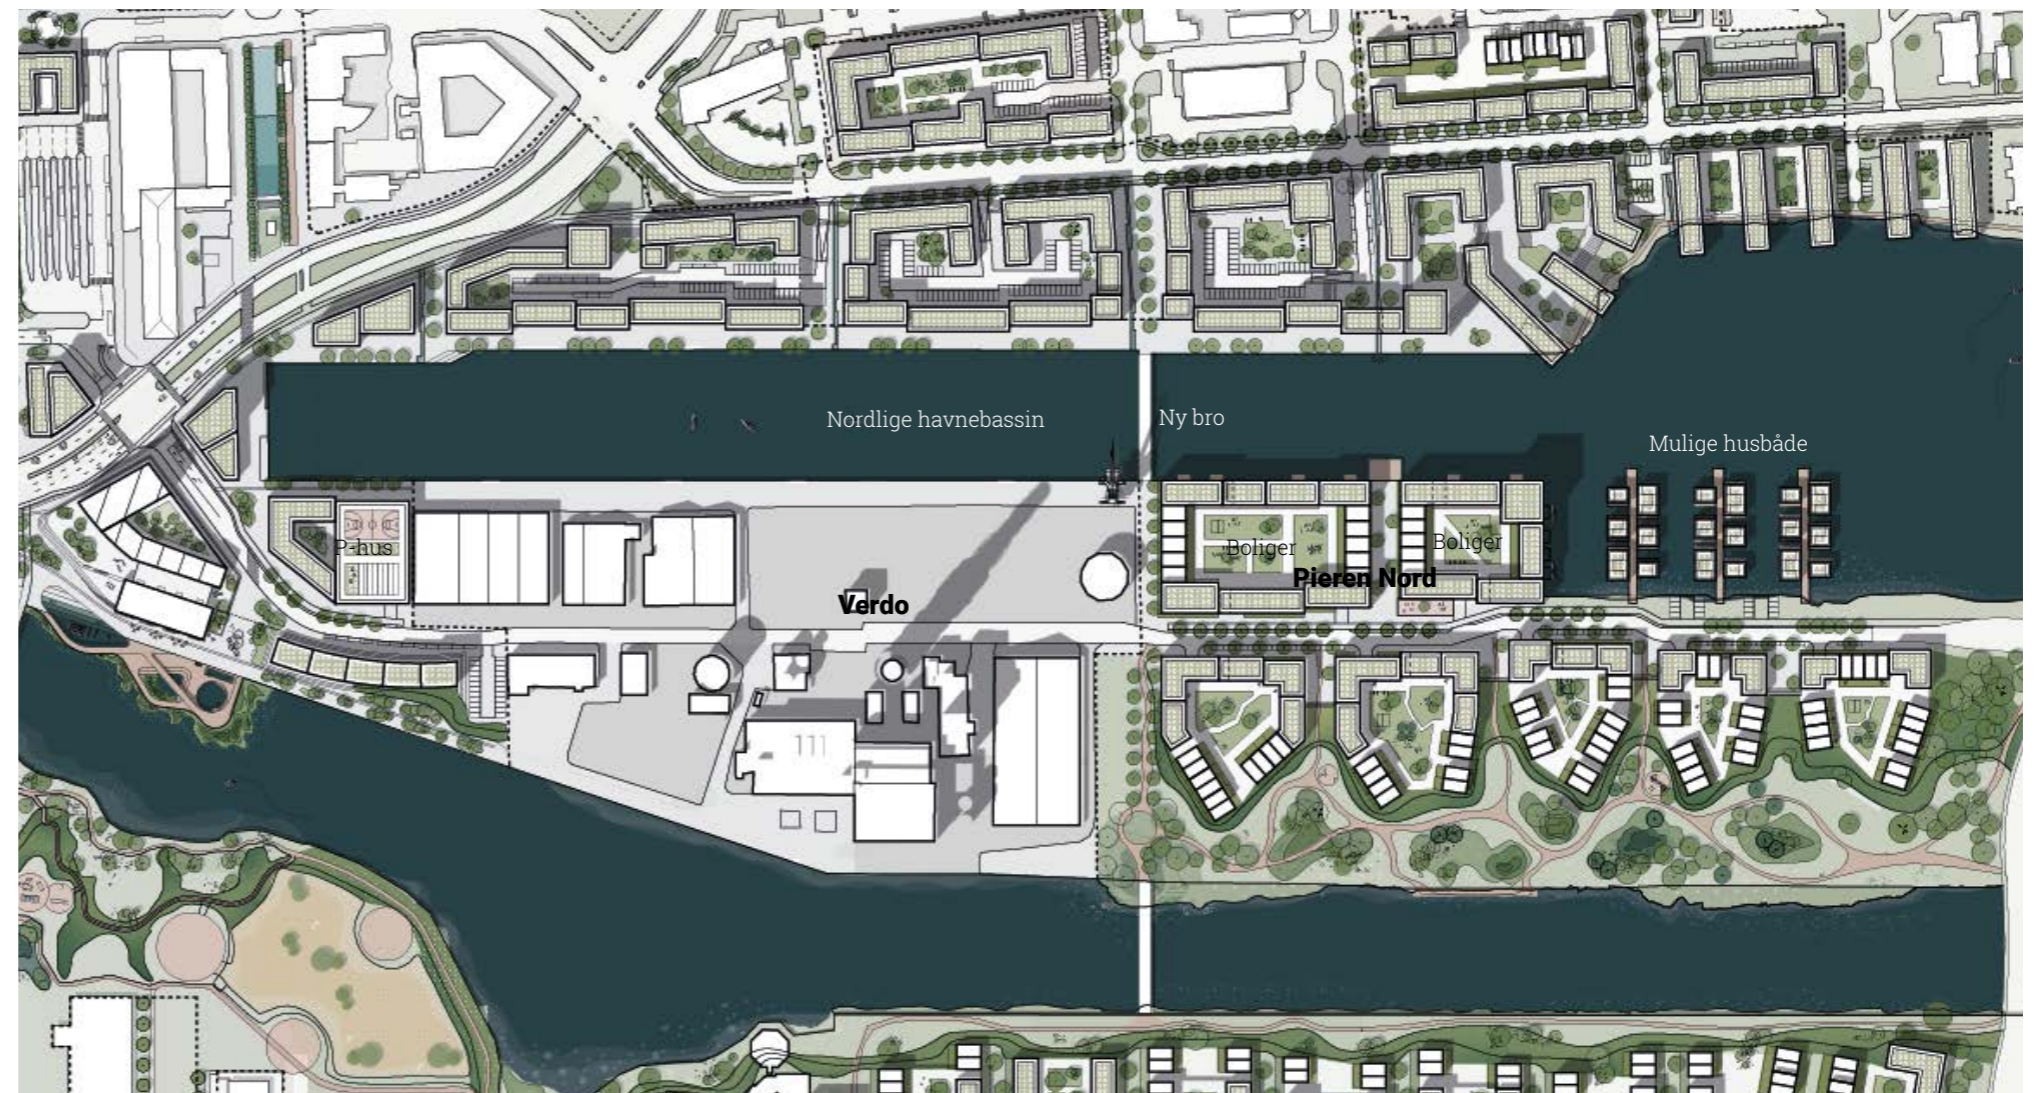 Nordlige havnebassin
Ny bro
Mulige husbåde
P-hus
Boliger
Boliger
Pieren Nord
Verdo